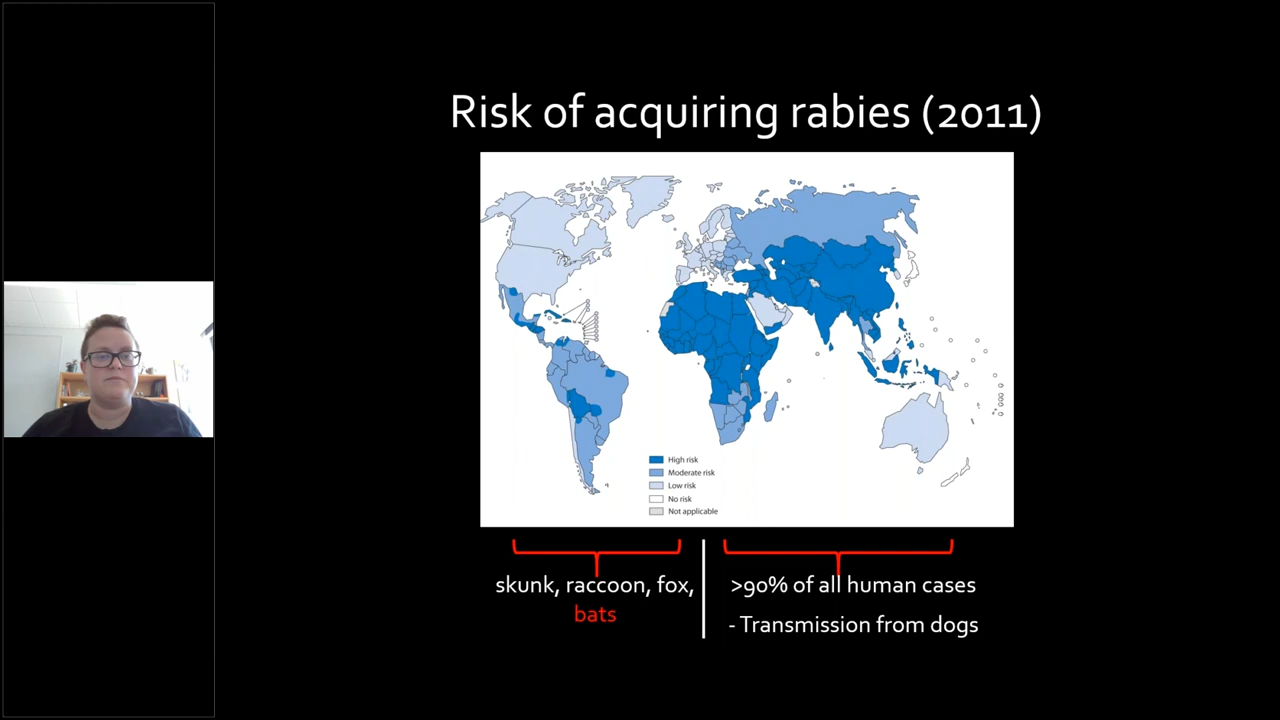 Risk of acquiring rabies (2011)
High risk
Moderate risk
Low risk
No risk
Not applicable
skunk, raccoon, fox,
bats
>90% of all human cases
- Transmission from dogs